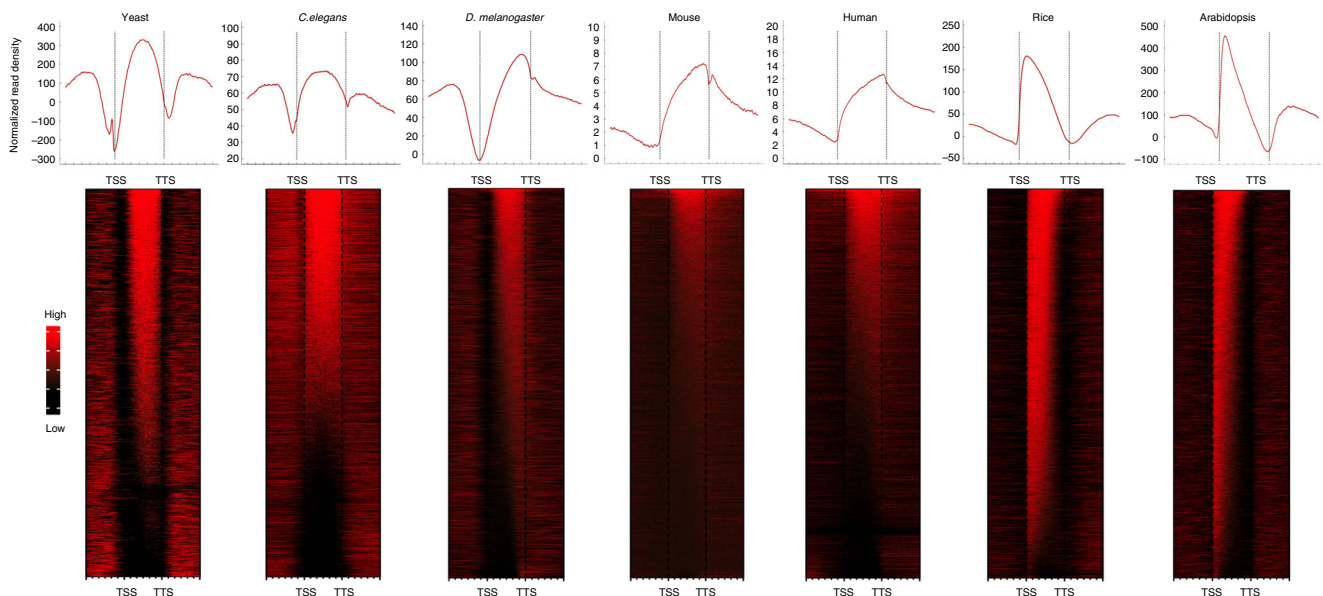 Yeast
C.elegans
D. melanogaster
Mouse
Human
Rice
Arabidopsis
Normalized read density
400
300
200
100
0
−100
−200
−300
100
90
80
70
60
50
40
30
20
140
120
100
80
60
40
20
0
10
9
8
7
6
5
4
3
2
1
0
20
18
16
14
12
10
8
6
4
2
0
250
200
150
100
50
0
−50
500
400
300
200
100
0
−100
TSS TTS
TSS TTS
TSS TTS
TSS TTS
TSS TTS
TSS TTS
TSS TTS
High
Low
TSS TTS
TSS TTS
TSS TTS
TSS TTS
TSS TTS
TSS TTS
TSS TTS